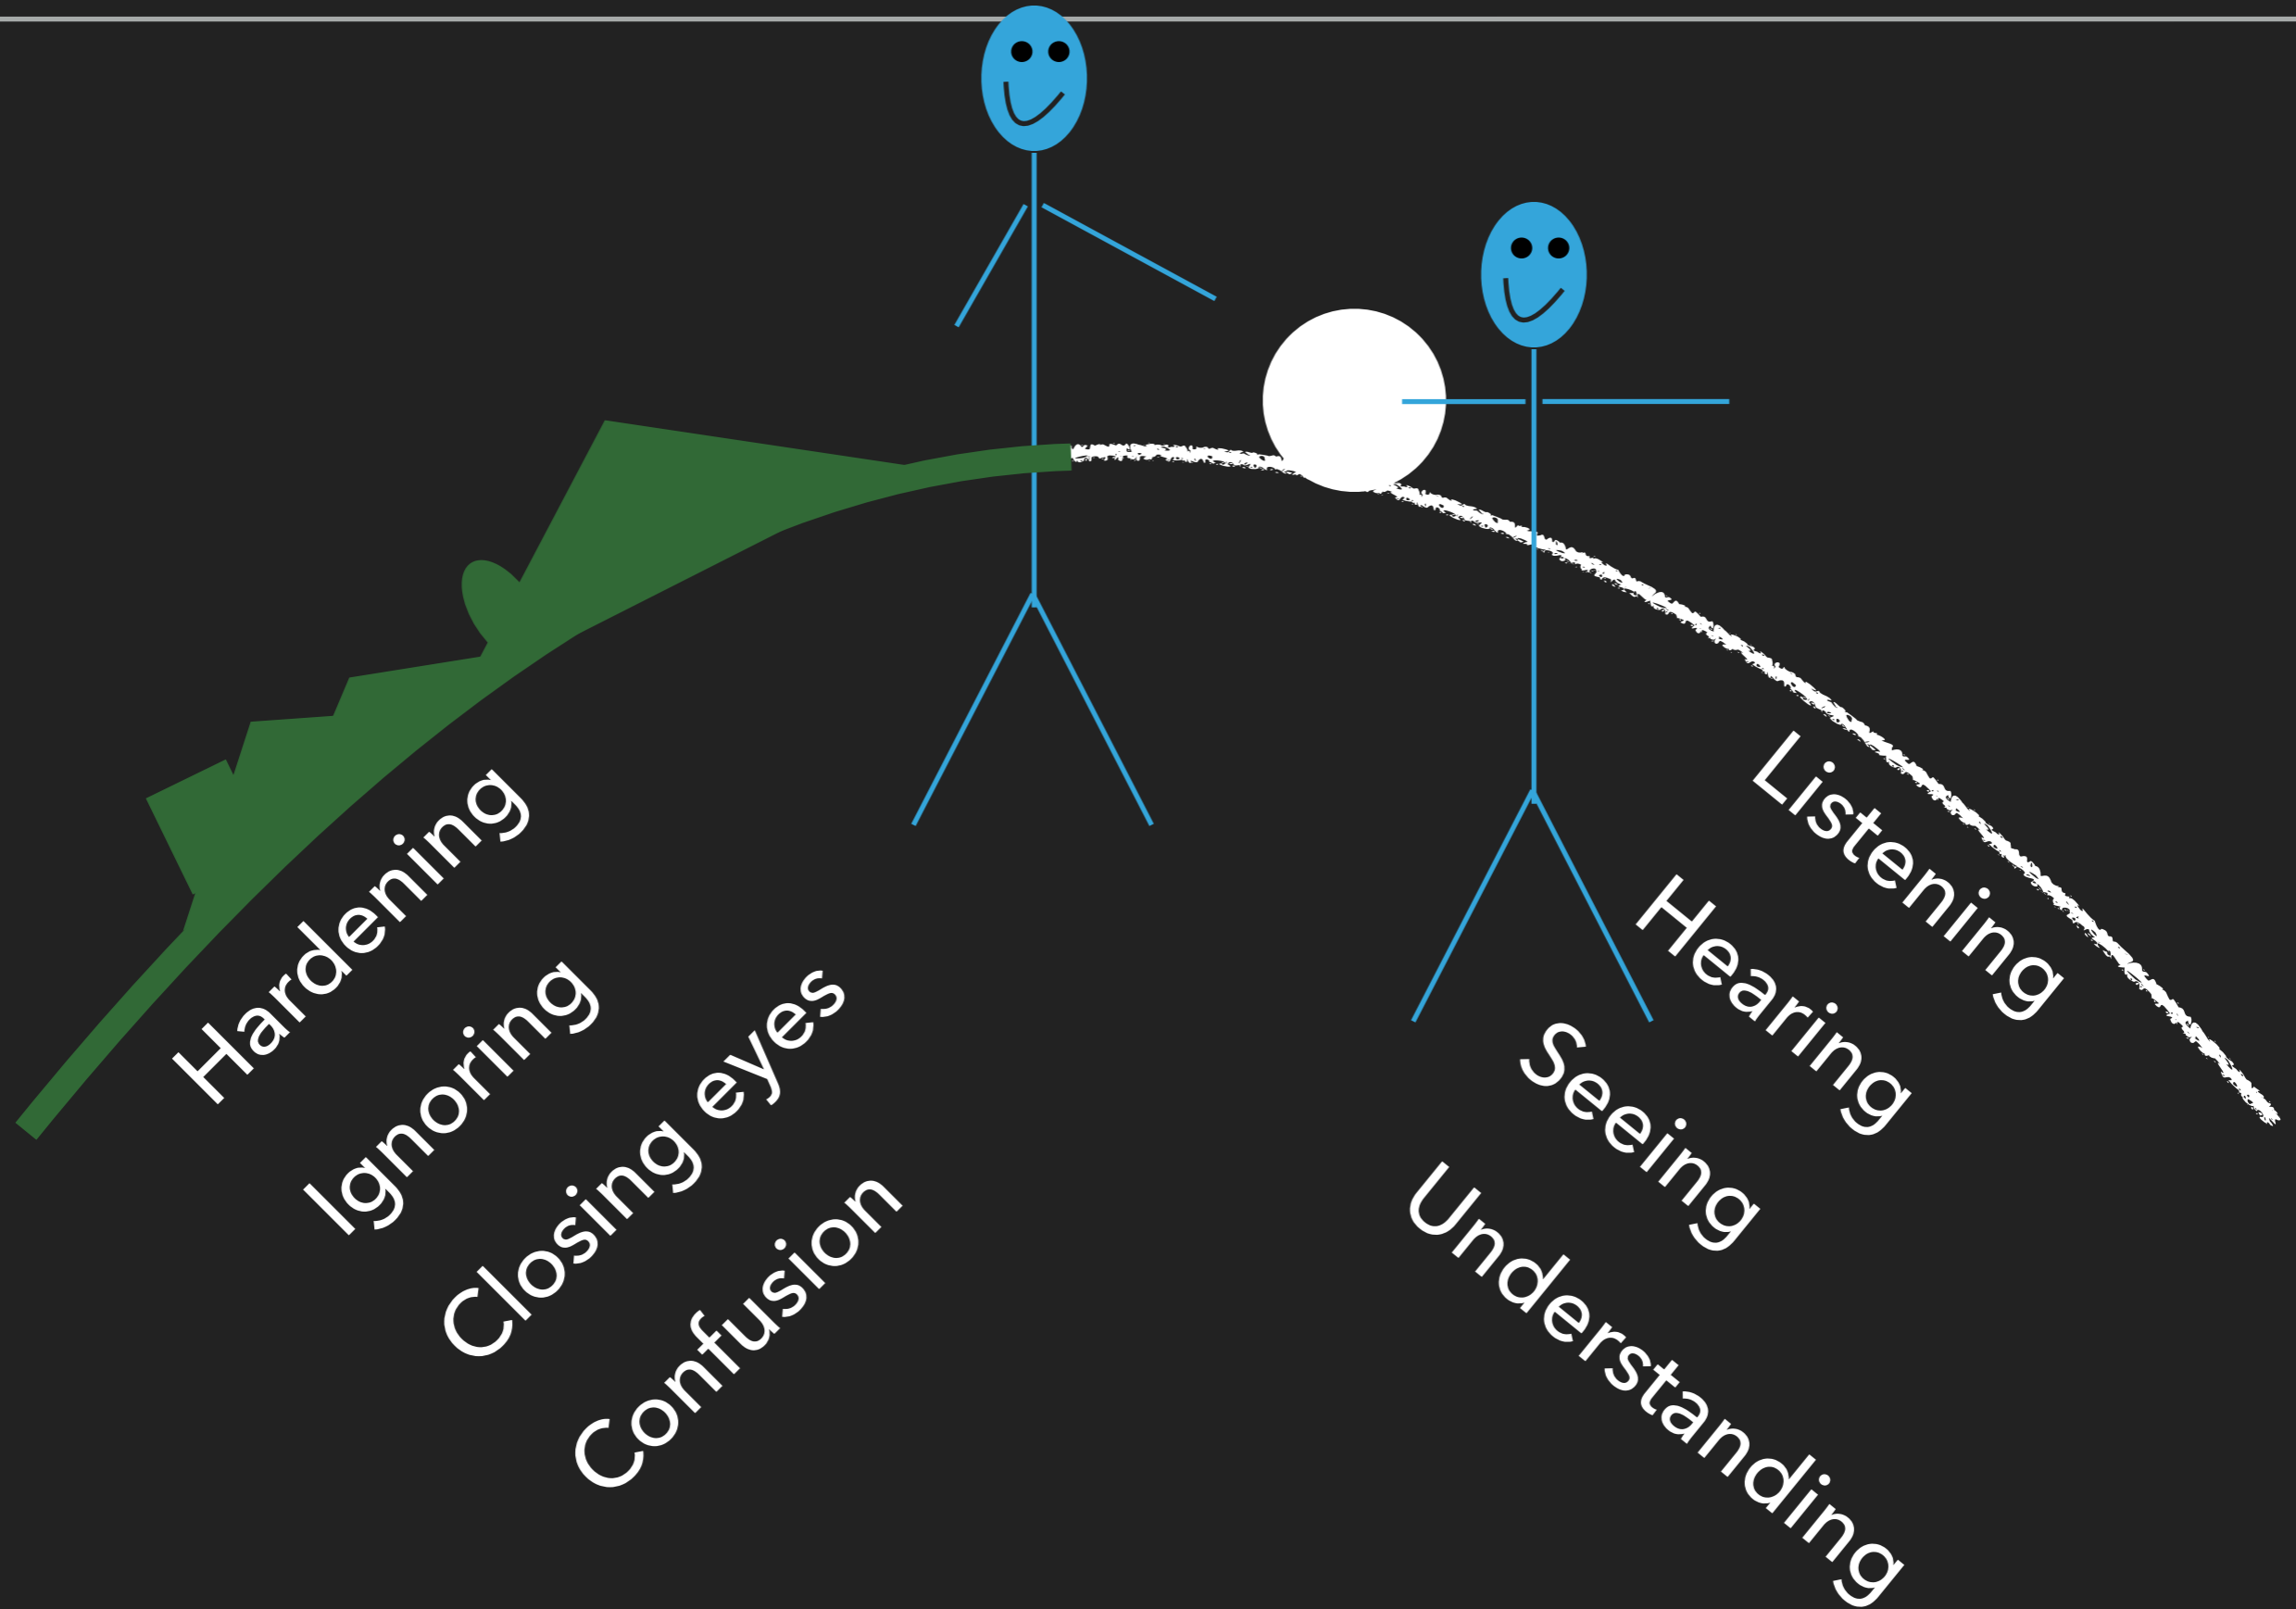 Hardening
Ignoring
Closing eyes
Confusion
Listening
Hearing
Seeing
Understanding